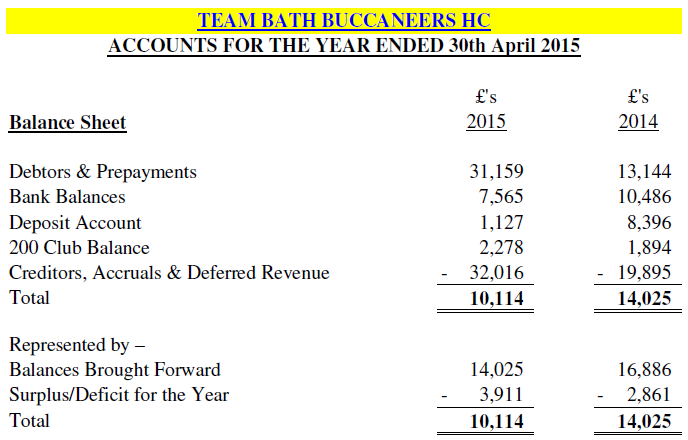 TEAM BATH BUCCANEERS HC
ACCOUNTS FOR THE YEAR ENDED 30th April 2015
£'s £'s
Balance Sheet 2015 2014
Debtors & Prepayments 31,159 13,144
Bank Balances 7,565 10,486
Deposit Account 1,127 8,396
200 Club Balance 2,278 1,894
Creditors, Accruals & Deferred Revenue - 32,016 - 19,895
Total 10,114 14,025
Represented by –
Balances Brought Forward 14,025 16,886
Surplus/Deficit for the Year - 3,911 - 2,861
Total 10,114 14,025